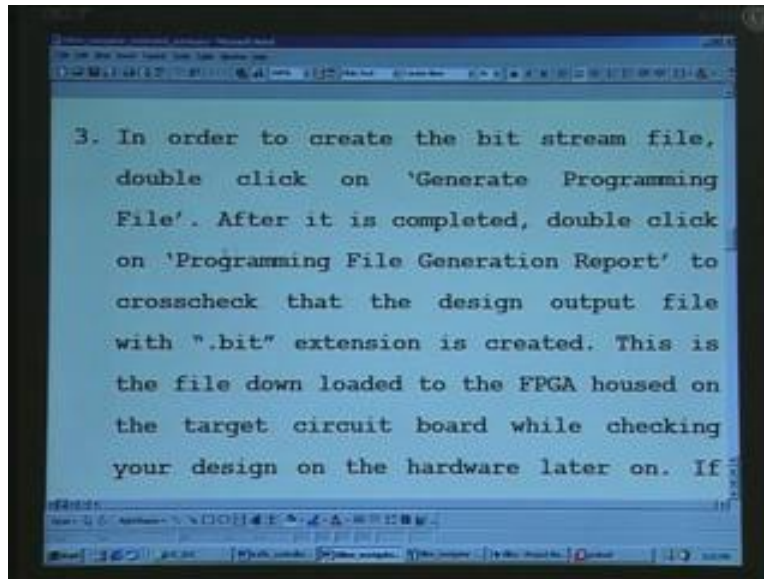 3. In order to create the bit stream file,
double click on ‘Generate Programming
File’. After it is completed, double click
on ‘Programming File Generation Report’ to
crosscheck that the design output file
with “.bit” extension is created. This is
the file down loaded to the FPGA housed on
the target circuit board while checking
your design on the hardware later on. If